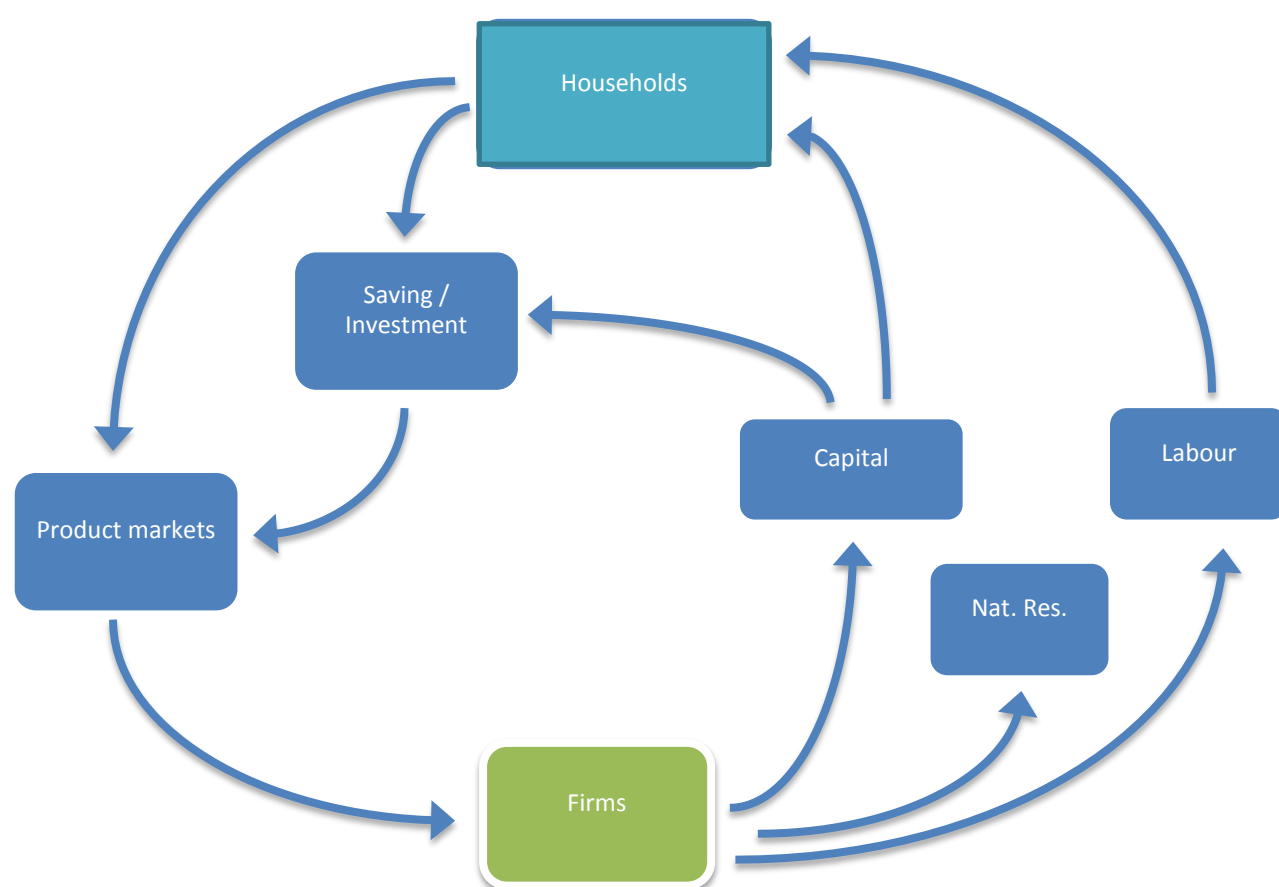 Households
Saving /
Investment
Capital
Labour
Product markets
Nat. Res.
Firms